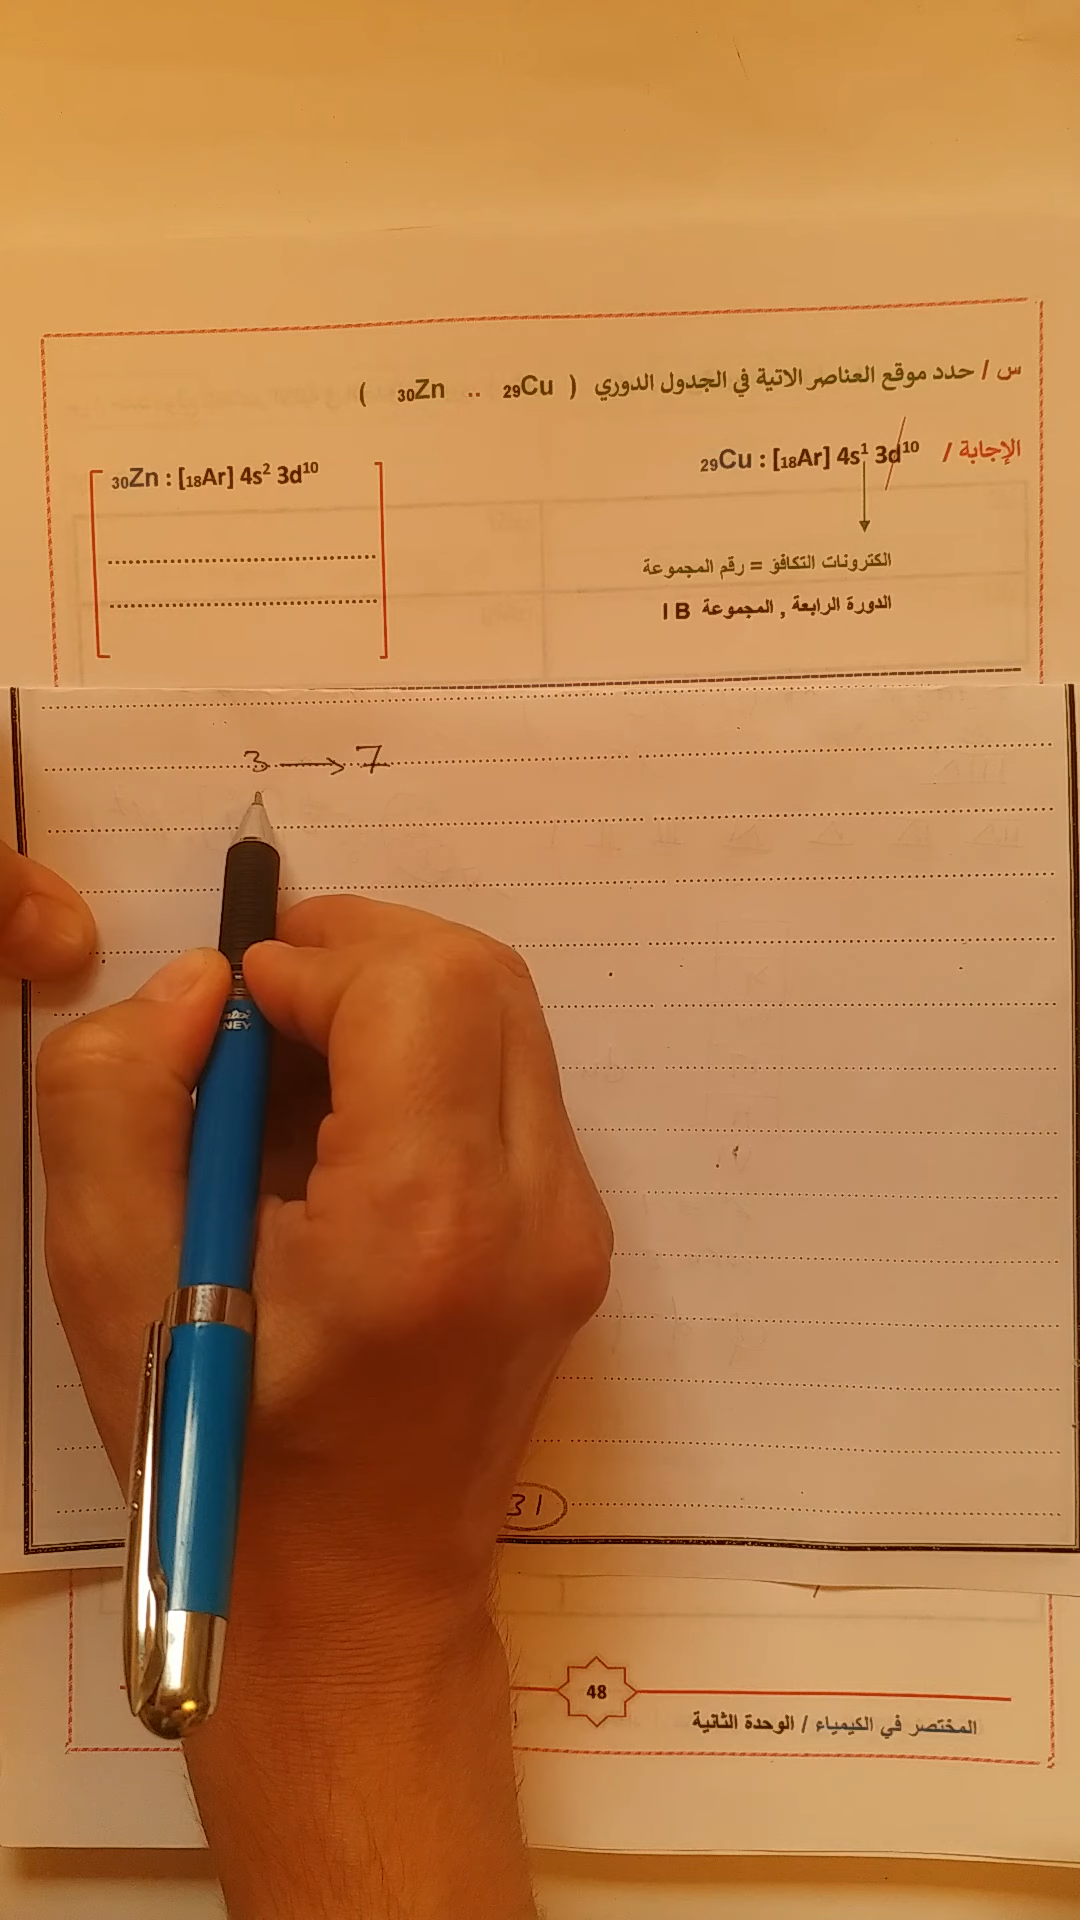 س / حدد موقع العناصر الاتية في الجدول الدوري ( 29Cu .. 30Zn )
الإجابة / 29Cu : [18Ar] 4s¹ 3d¹⁰
الكترونات التكافؤ = رقم المجموعة
الدورة الرابعة , المجموعة I B
30Zn : [18Ar] 4s² 3d¹⁰
3 → 7
NEY
31
48
المختصر في الكيمياء / الوحدة الثانية